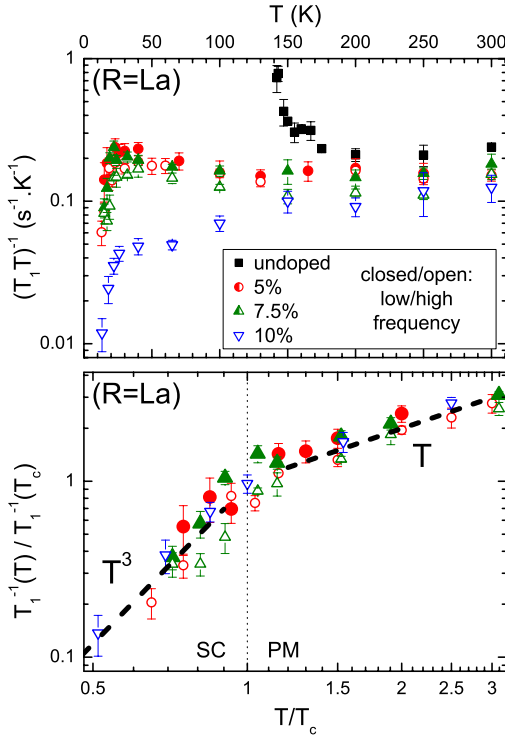 T (K)
0 50 100 150 200 250 300
(R=La)
1
0.1
0.01
(T₁T)⁻¹ (s⁻¹.K⁻¹)
undoped
5%
7.5%
10%
closed/open:
low/high
frequency
(R=La)
1
0.1
T₁⁻¹(T) / T₁⁻¹(T_c)
T
T³
SC PM
0.5 1 1.5 2 2.5 3
T/T_c